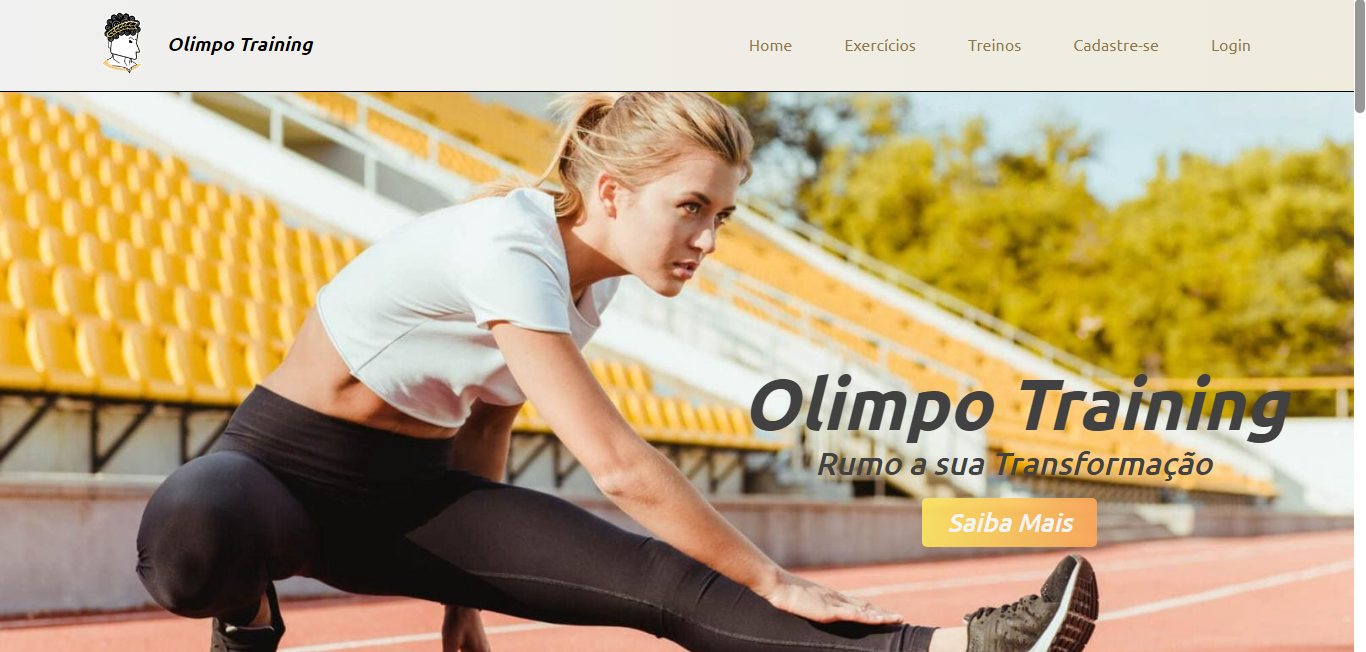 Olimpo Training
Home Exercícios Treinos Cadastre-se Login
Olimpo Training
Rumo a sua Transformação
Saiba Mais